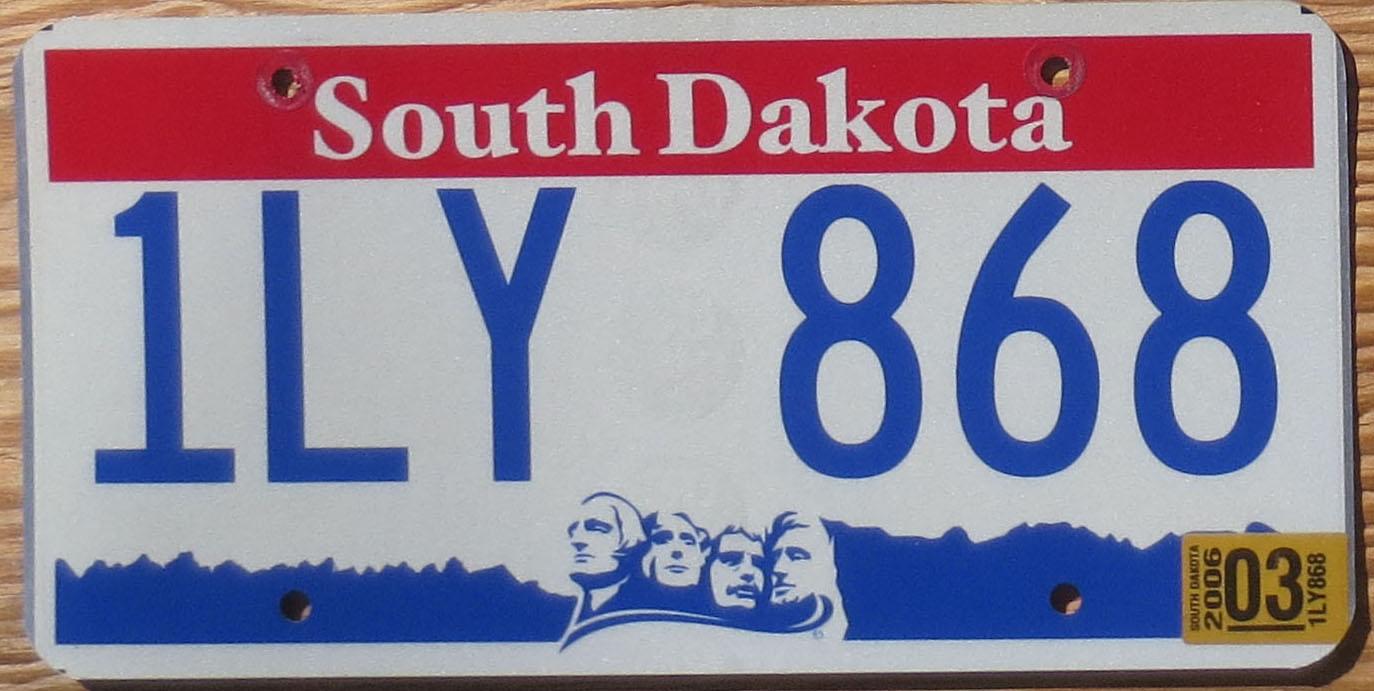 South Dakota
1LY 868
SOUTH DAKOTA
2006
03
1LY868